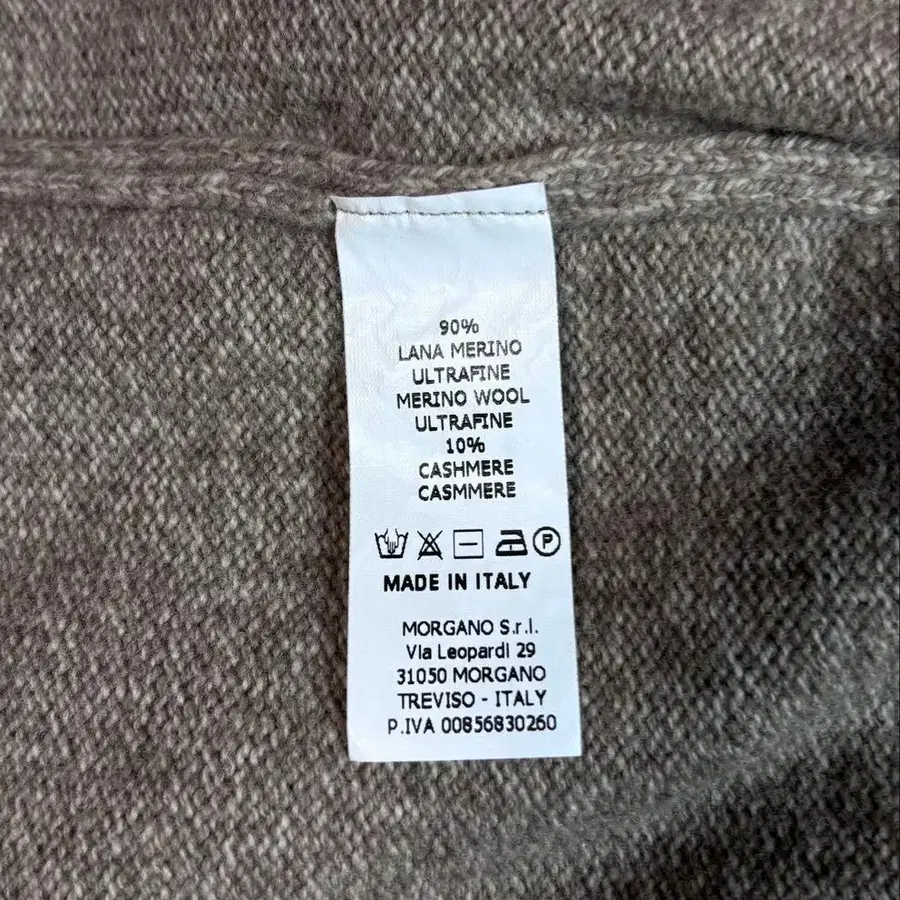 90%
LANA MERINO
ULTRAFINE
MERINO WOOL
ULTRAFINE
10%
CASHMERE
CASMMERE
P
MADE IN ITALY
MORGANO S.r.l.
Via Leopardi 29
31050 MORGANO
TREVISO - ITALY
P.IVA 00856830260